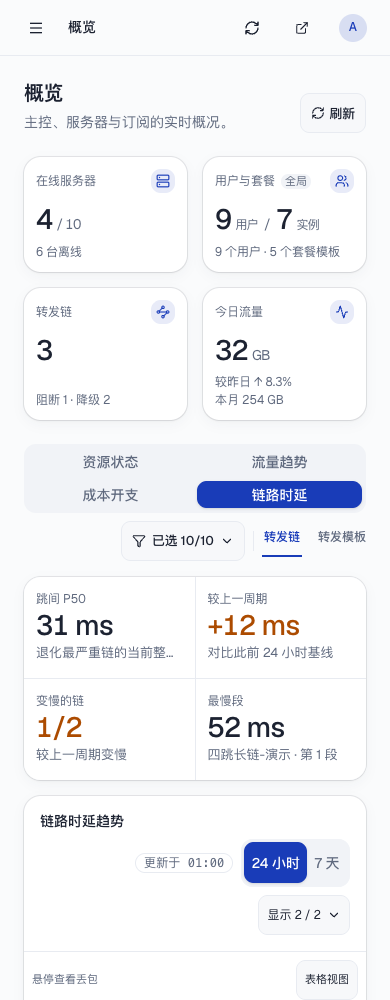 概览
A
概览
主控、服务器与订阅的实时概况。
刷新
在线服务器
4 / 10
6 台离线
用户与套餐 全局
9 用户 / 7 实例
9 个用户 · 5 个套餐模板
转发链
3
阻断 1 · 降级 2
今日流量
32 GB
较昨日 ↑ 8.3%
本月 254 GB
资源状态
流量趋势
成本开支
链路时延
已选 10/10
转发链
转发模板
跳间 P50
31 ms
退化最严重链的当前整...
较上一周期
+12 ms
对比此前 24 小时基线
变慢的链
1/2
较上一周期变慢
最慢段
52 ms
四跳长链-演示 · 第 1 段
链路时延趋势
更新于 01:00
24 小时
7 天
显示 2 / 2
悬停查看丢包
表格视图